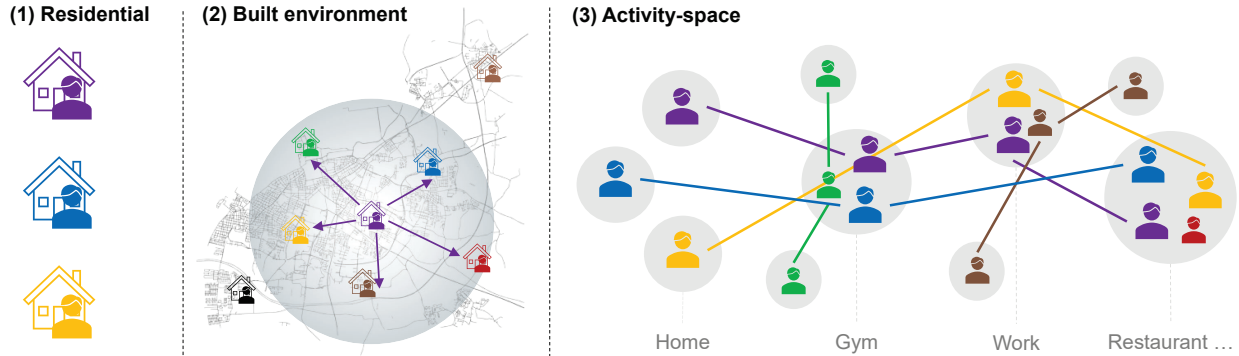 (1) Residential
(2) Built environment
(3) Activity-space
Home
Gym
Work
Restaurant …